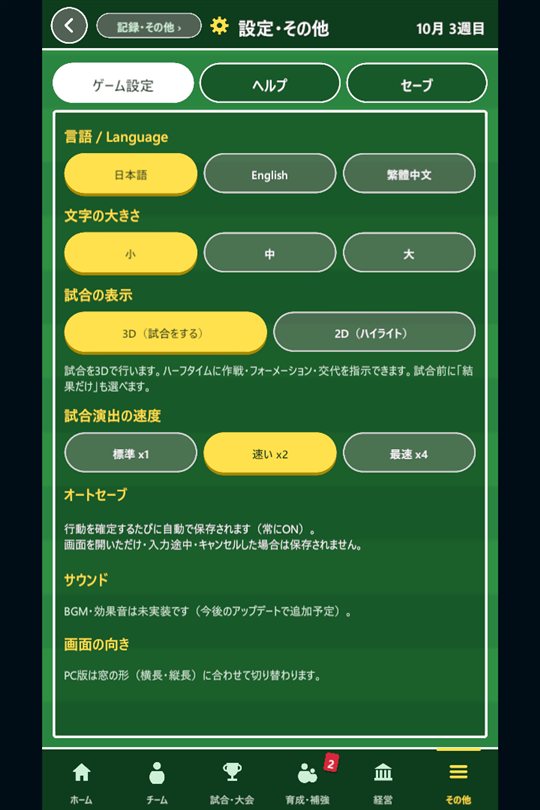 記録・その他 ›
設定・その他
10月 3週目
ゲーム設定
ヘルプ
セーブ
言語 / Language
日本語
English
繁體中文
文字の大きさ
小
中
大
試合の表示
3D（試合をする）
2D（ハイライト）
試合を3Dで行います。ハーフタイムに作戦・フォーメーション・交代を指示できます。試合前に「結
果だけ」も選べます。
試合演出の速度
標準 x1
速い x2
最速 x4
オートセーブ
行動を確定するたびに自動で保存されます（常にON）。
画面を開いただけ・入力途中・キャンセルした場合は保存されません。
サウンド
BGM・効果音は未実装です（今後のアップデートで追加予定）。
画面の向き
PC版は窓の形（横長・縦長）に合わせて切り替わります。
2
ホーム
チーム
試合・大会
育成・補強
経営
その他